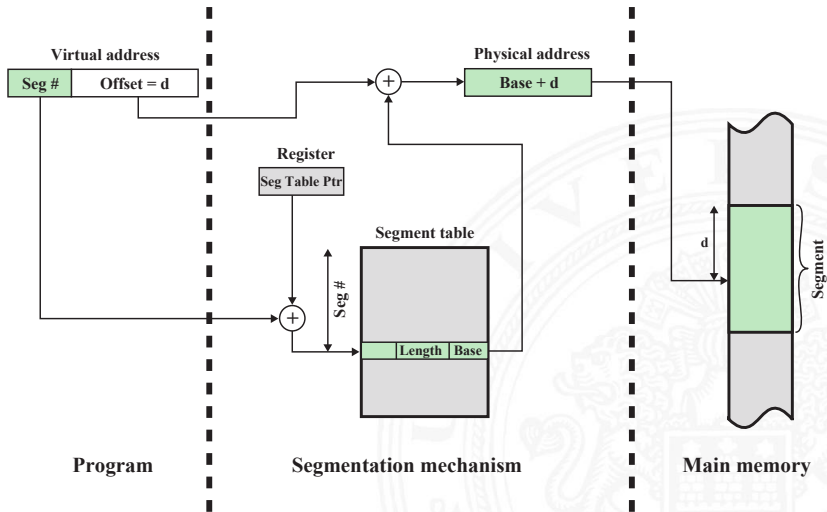 Virtual address
Seg #
Offset = d
Physical address
Base + d
Register
Seg Table Ptr
Segment table
Seg #
Length
Base
d
Segment
Program
Segmentation mechanism
Main memory